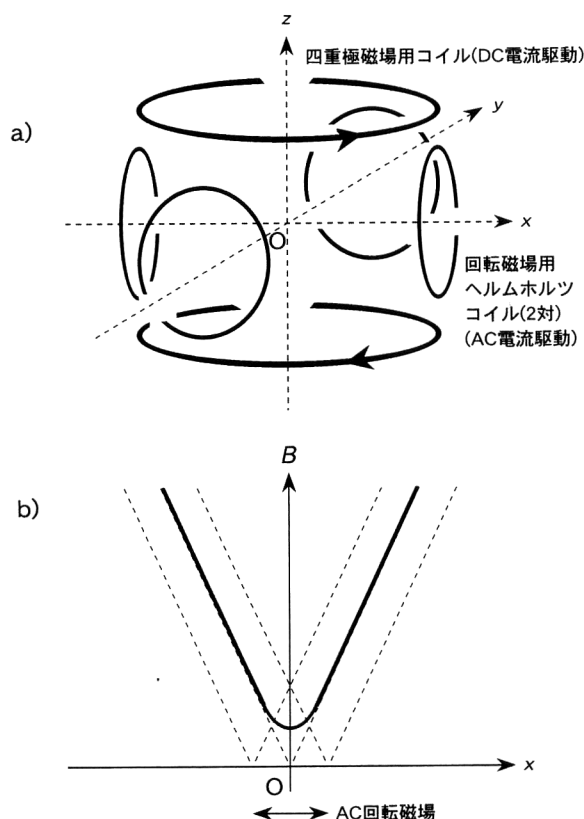 z
四重極磁場用コイル(DC電流駆動)
y
a)
x
O
回転磁場用
ヘルムホルツ
コイル(2対)
(AC電流駆動)
B
b)
O
x
AC回転磁場